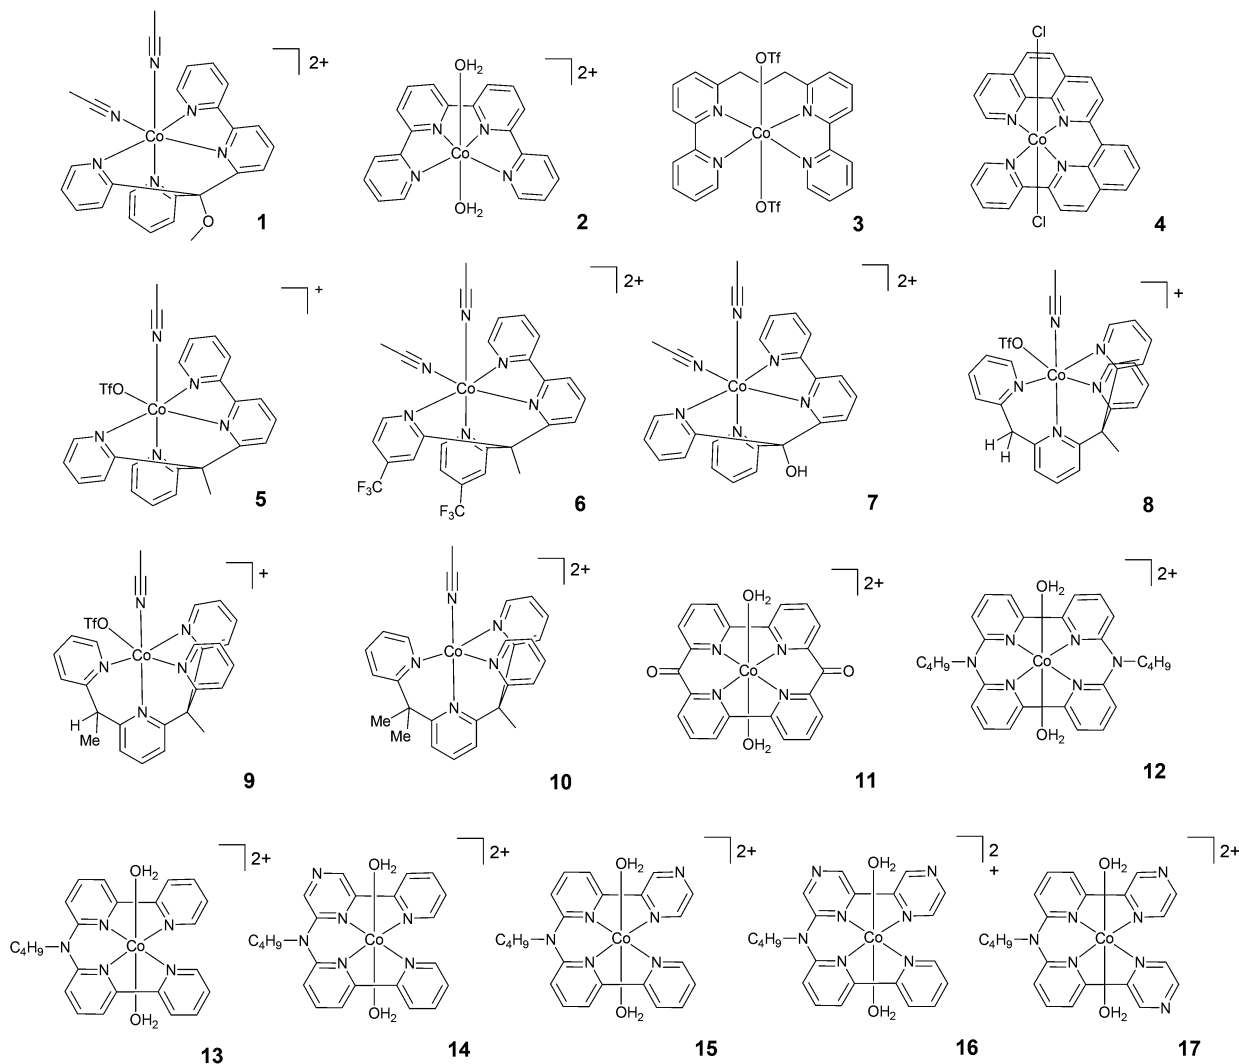 N 2+ N N N Co N N N O 1
OH2 2+ N N Co N N OH2 2
OTf N N Co N N OTf 3
Cl N N Co N N Cl 4
N + TfO N Co N N N 5
N 2+ N N Co N N N F3C F3C 6
N 2+ N N Co N N N OH 7
N + TfO N Co N N N H H N 8
N + TfO N Co N N N H Me N 9
N 2+ N Co N N N Me Me 10
OH2 2+ N N O Co O N N OH2 11
OH2 2+ N N C4H9 N Co N C4H9 N N OH2 12
OH2 2+ N N C4H9 N Co N N OH2 13
N OH2 2+ N N C4H9 N Co N N OH2 14
OH2 N 2+ N N C4H9 N Co N N OH2 15
N OH2 N 2 + N N C4H9 N Co N N OH2 16
OH2 N 2+ N N C4H9 N Co N N OH2 N 17